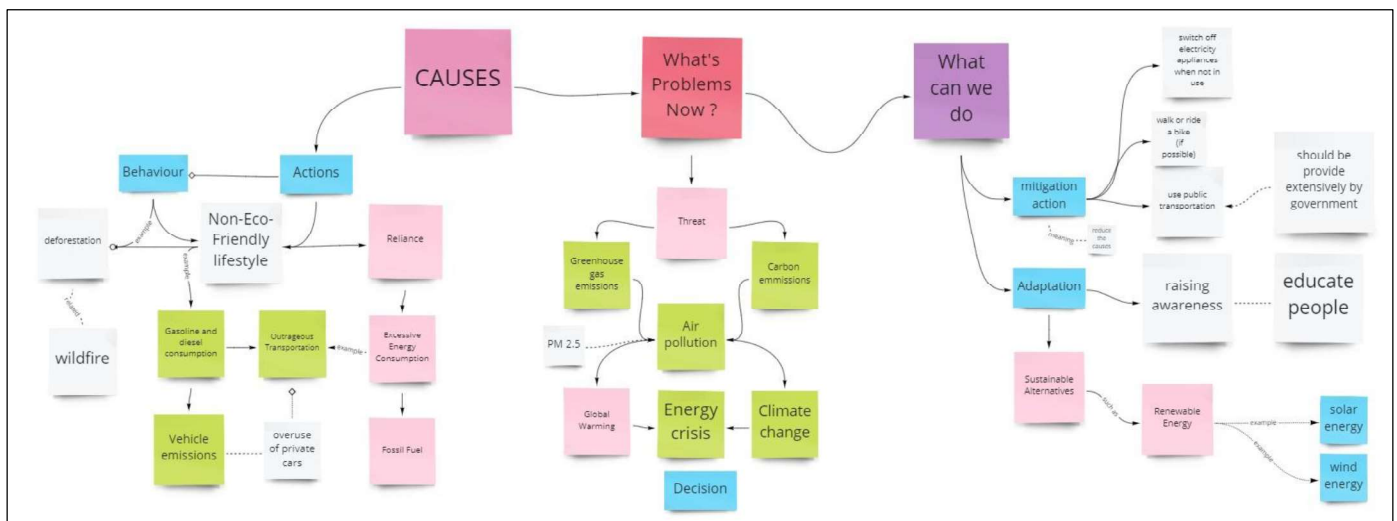 CAUSES
What's
Problems
Now ?
What
can we
do
switch off
electricity
appliances
when not in
use
walk or ride
a bike
(if
possible)
use public
transportation
should be
provide
extensively by
government
mitigation
action
meaning
reduce
the
causes
Adaptation
raising
awareness
educate
people
Sustainable
Alternatives
such as
Renewable
Energy
example
example
solar
energy
wind
energy
Behaviour
Actions
example
deforestation
Non-Eco-
Friendly
lifestyle
Reliance
example
related
wildfire
Gasoline and
diesel
consumption
Outrageous
Transportation
example
Excessive
Energy
Consumption
Vehicle
emissions
overuse
of private
cars
Fossil Fuel
Threat
Greenhouse
gas
emissions
Carbon
emmissions
Air
pollution
PM 2.5
Global
Warming
Energy
crisis
Climate
change
Decision